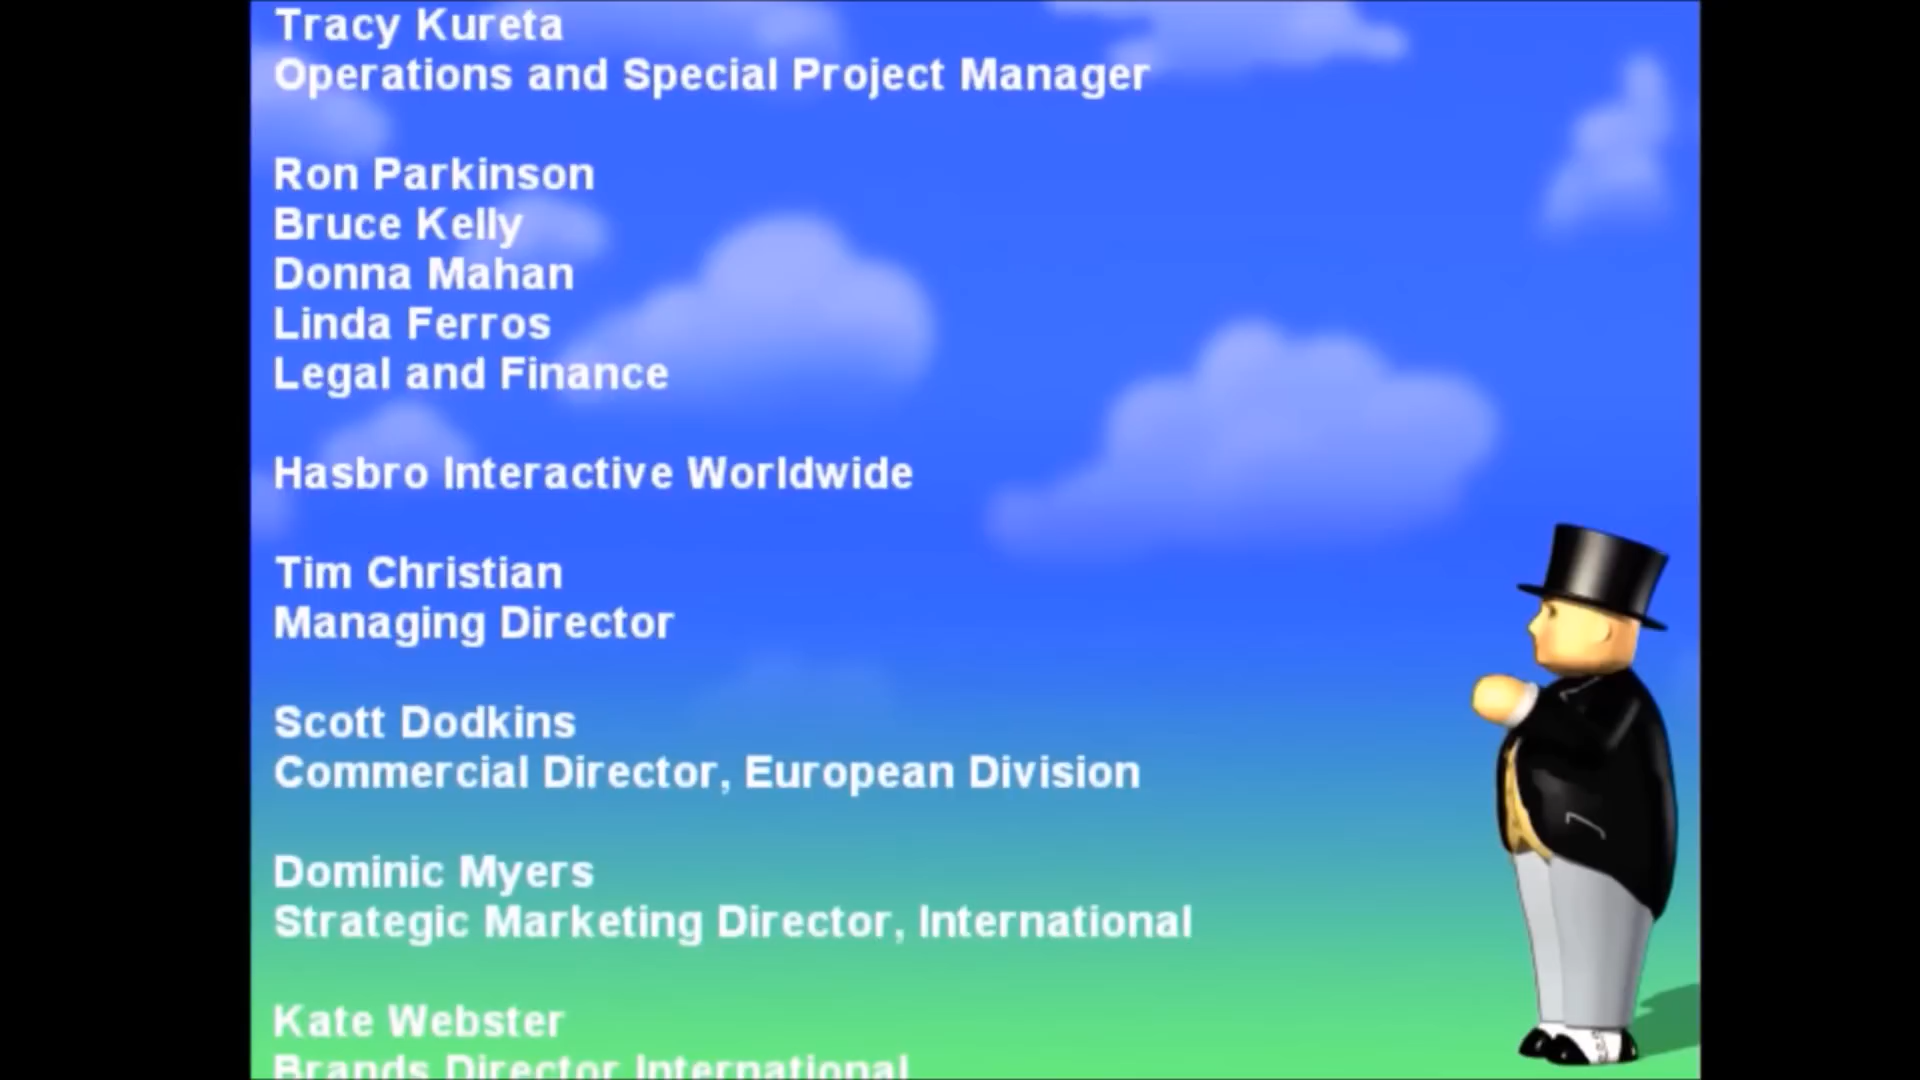 Tracy Kureta
Operations and Special Project Manager
Ron Parkinson
Bruce Kelly
Donna Mahan
Linda Ferros
Legal and Finance
Hasbro Interactive Worldwide
Tim Christian
Managing Director
Scott Dodkins
Commercial Director, European Division
Dominic Myers
Strategic Marketing Director, International
Kate Webster
Brands Director International